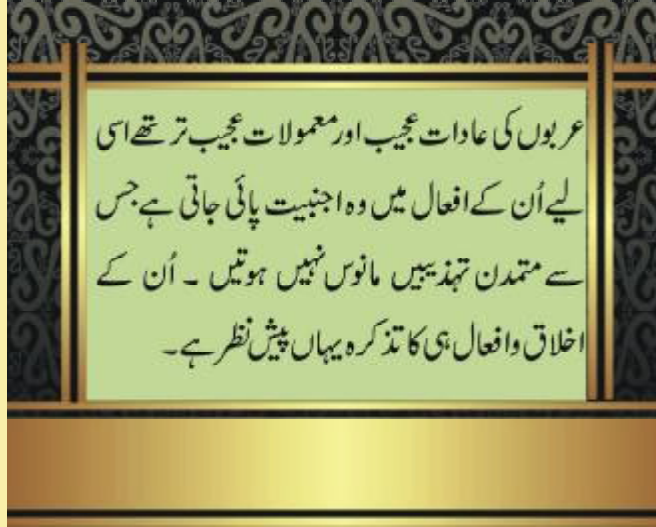 عربوں کی عادات عجیب اور معمولات عجیب تر تھے اسی
لیے اُن کے افعال میں وہ اجنبیت پائی جاتی ہے جس
سے متمدن تہذیبیں مانوس نہیں ہوتیں ۔ اُن کے
اخلاق و افعال ہی کا تذکرہ یہاں پیش نظر ہے۔